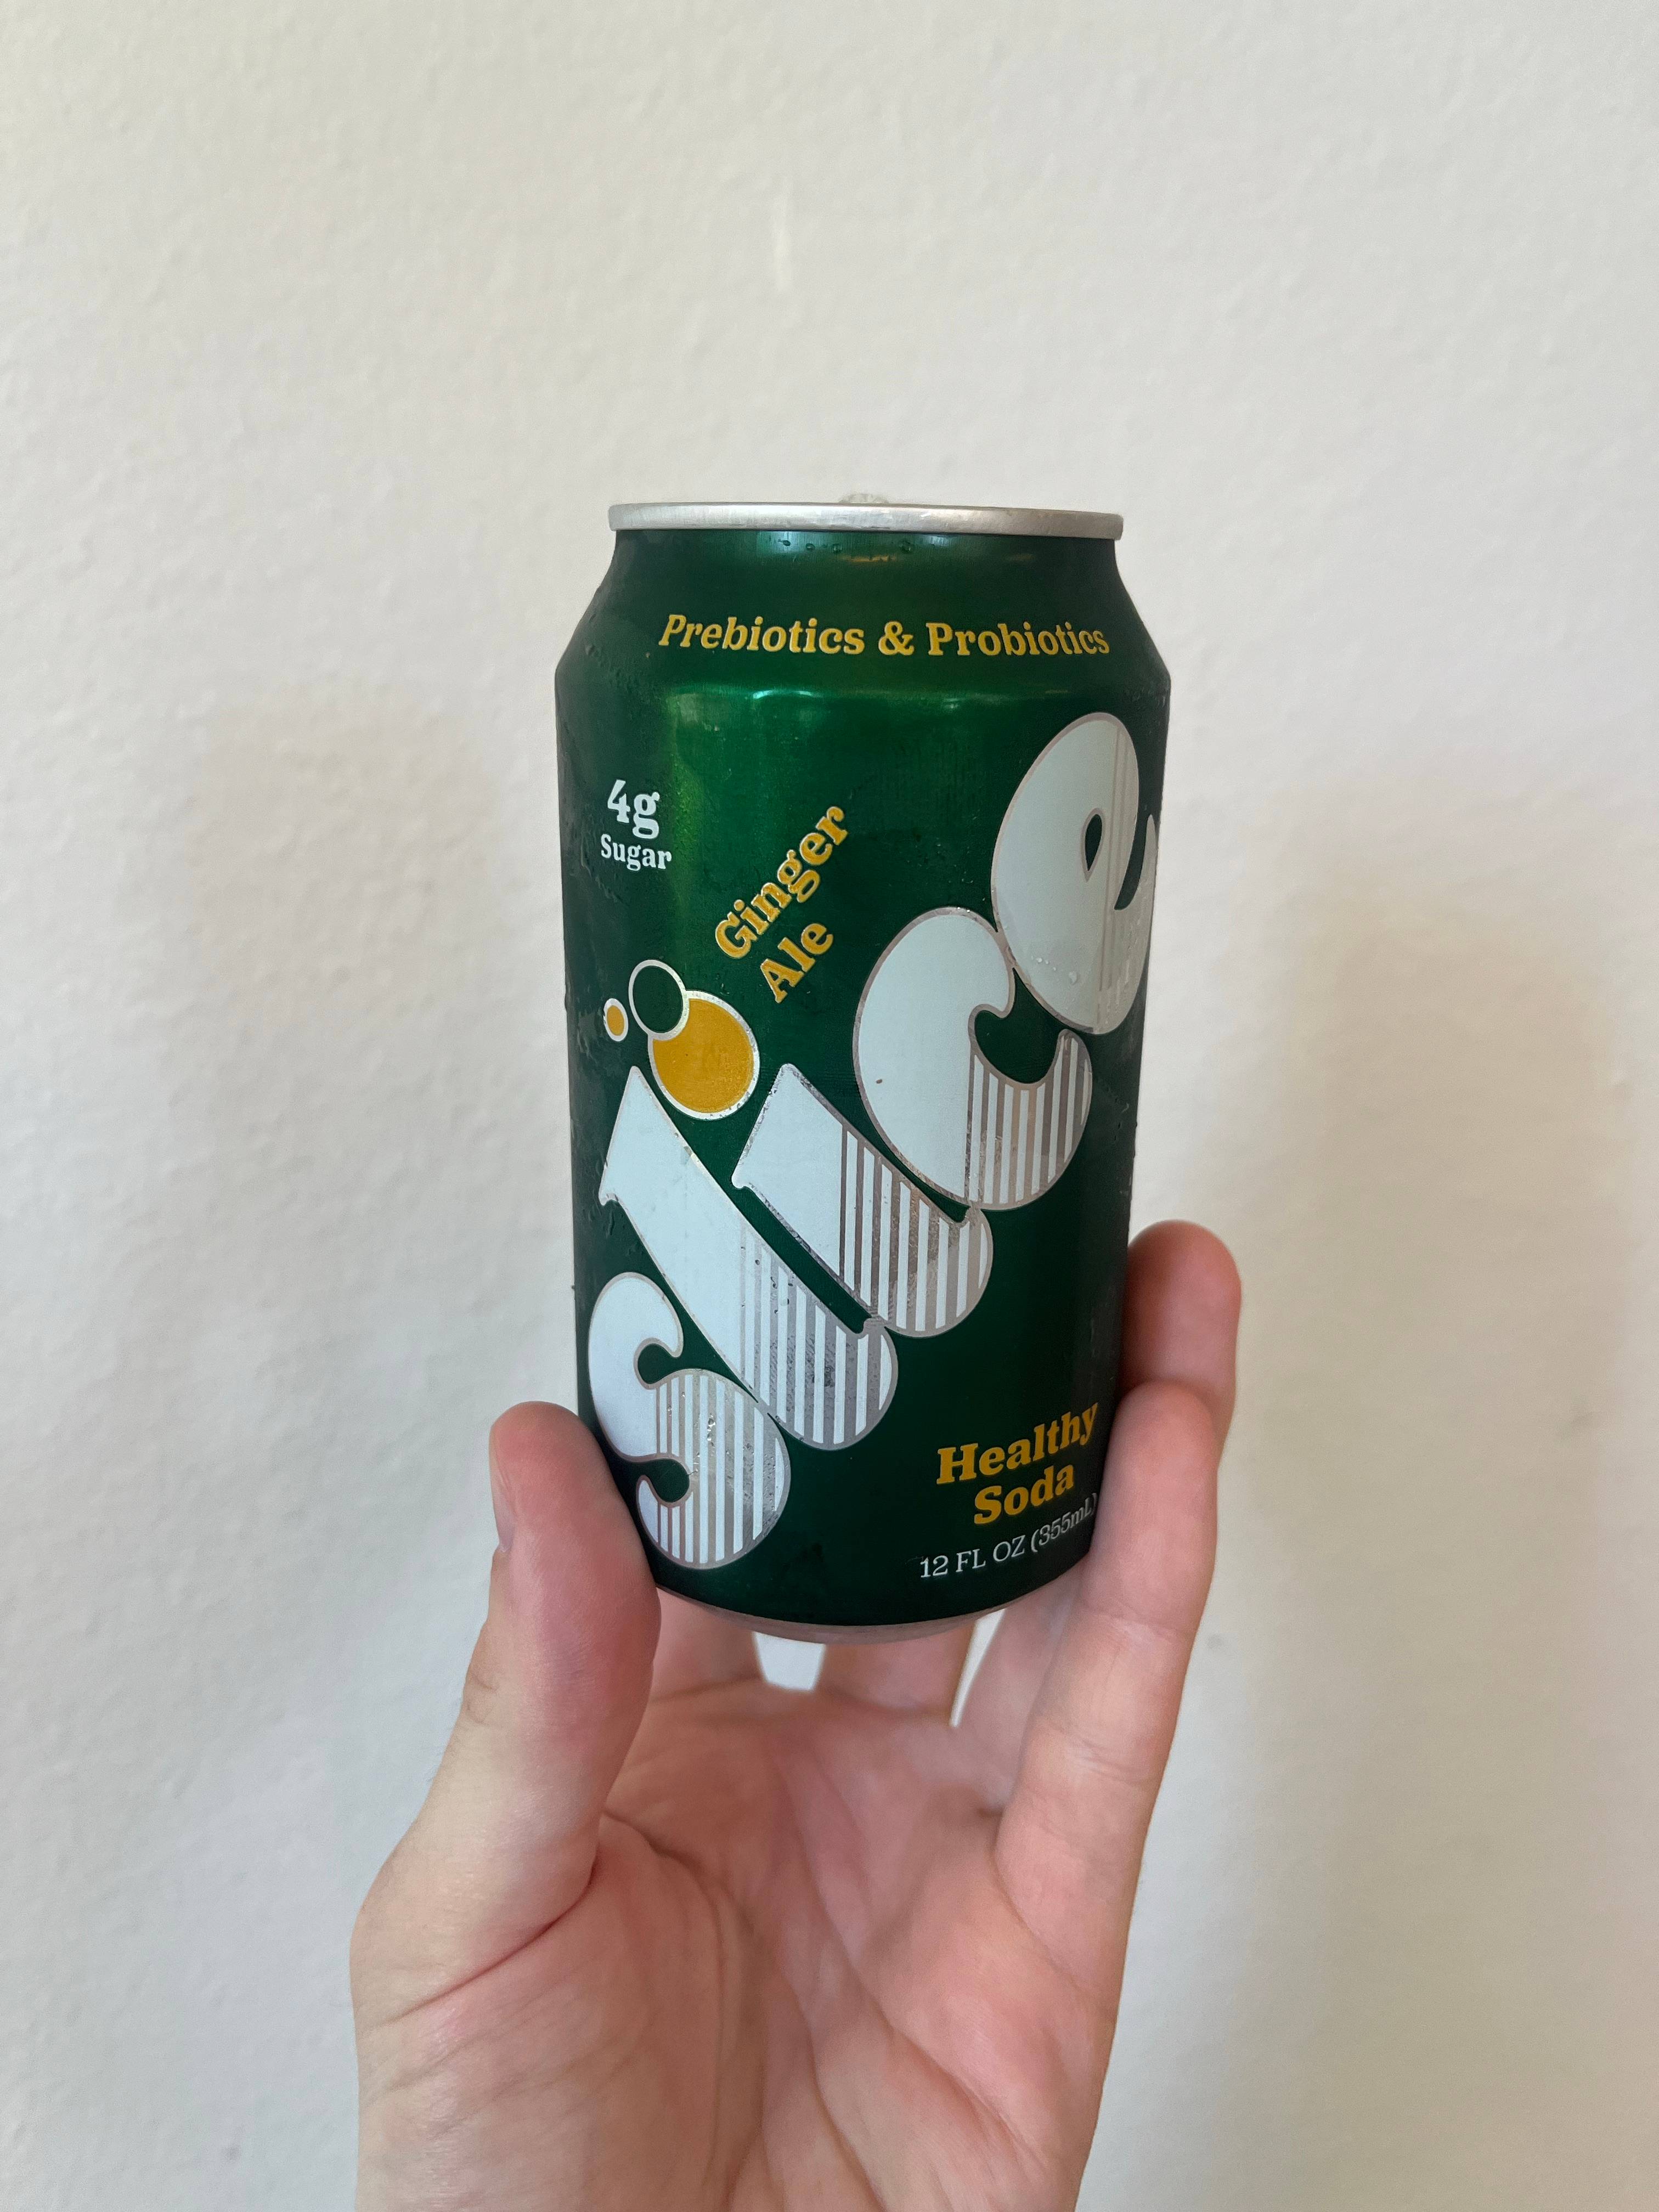 Prebiotics & Probiotics
4g
Sugar
Ginger
Ale
slice
Healthy
Soda
12 FL OZ (355mL)